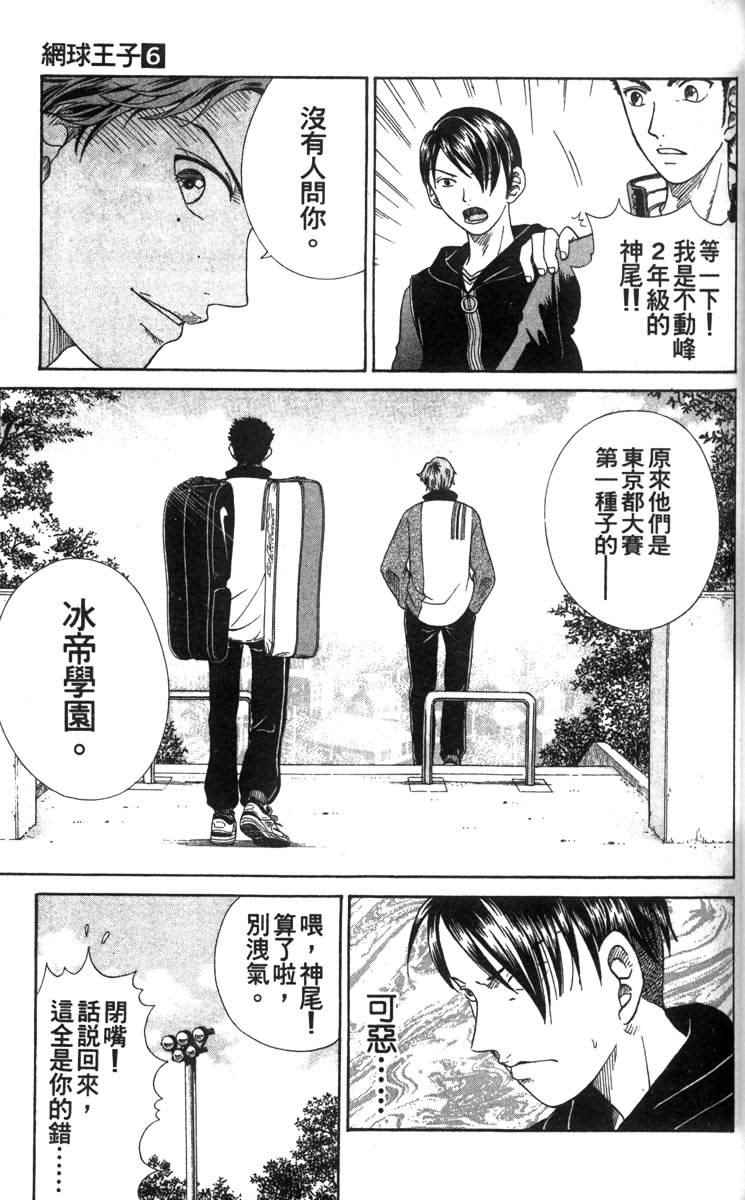 網球王子6
等一下！
我是不動峰
2年級的
神尾!!
沒有人問你。
原來他們是
東京都大賽
第一種子的——
冰帝學園。
可惡……
喂，神尾！
算了啦，
別洩氣。
閉嘴！
話說回來，
這全是你的錯……